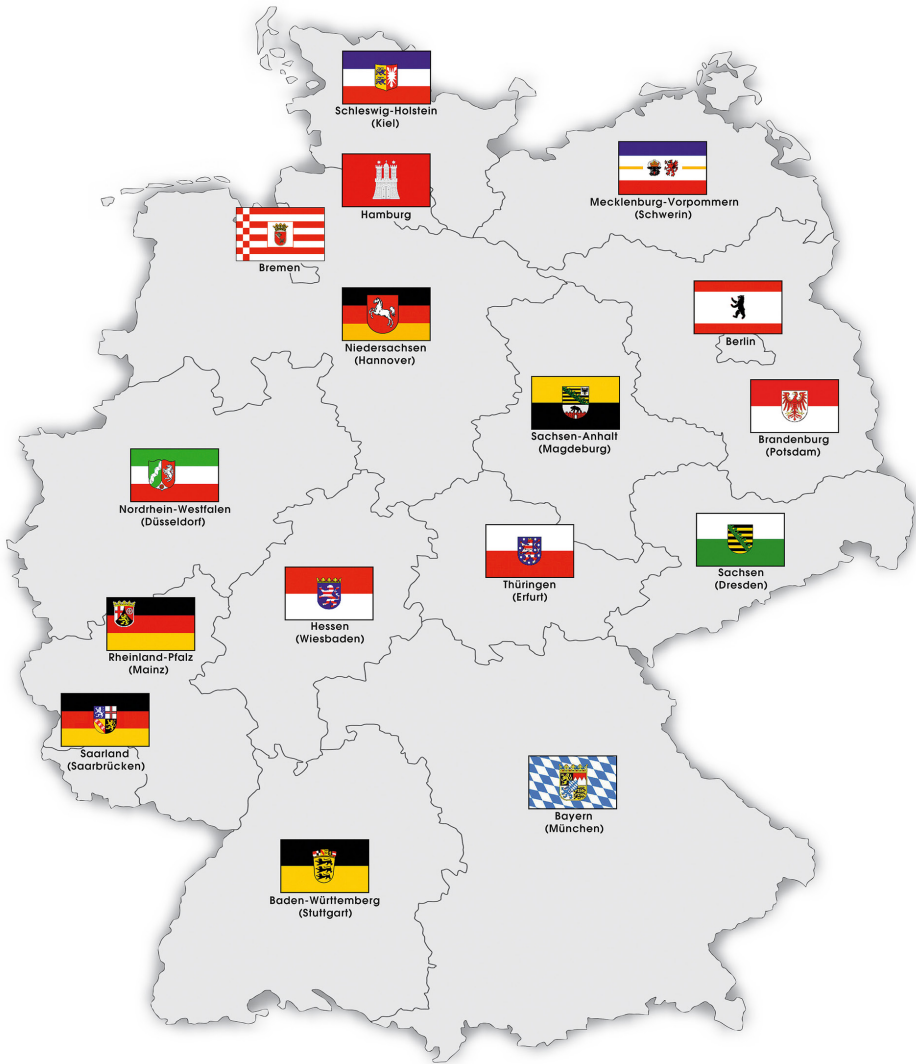 Schleswig-Holstein
(Kiel)
Hamburg
Mecklenburg-Vorpommern
(Schwerin)
Bremen
Niedersachsen
(Hannover)
Berlin
Sachsen-Anhalt
(Magdeburg)
Brandenburg
(Potsdam)
Nordrhein-Westfalen
(Düsseldorf)
Thüringen
(Erfurt)
Sachsen
(Dresden)
Hessen
(Wiesbaden)
Rheinland-Pfalz
(Mainz)
Saarland
(Saarbrücken)
Bayern
(München)
Baden-Württemberg
(Stuttgart)